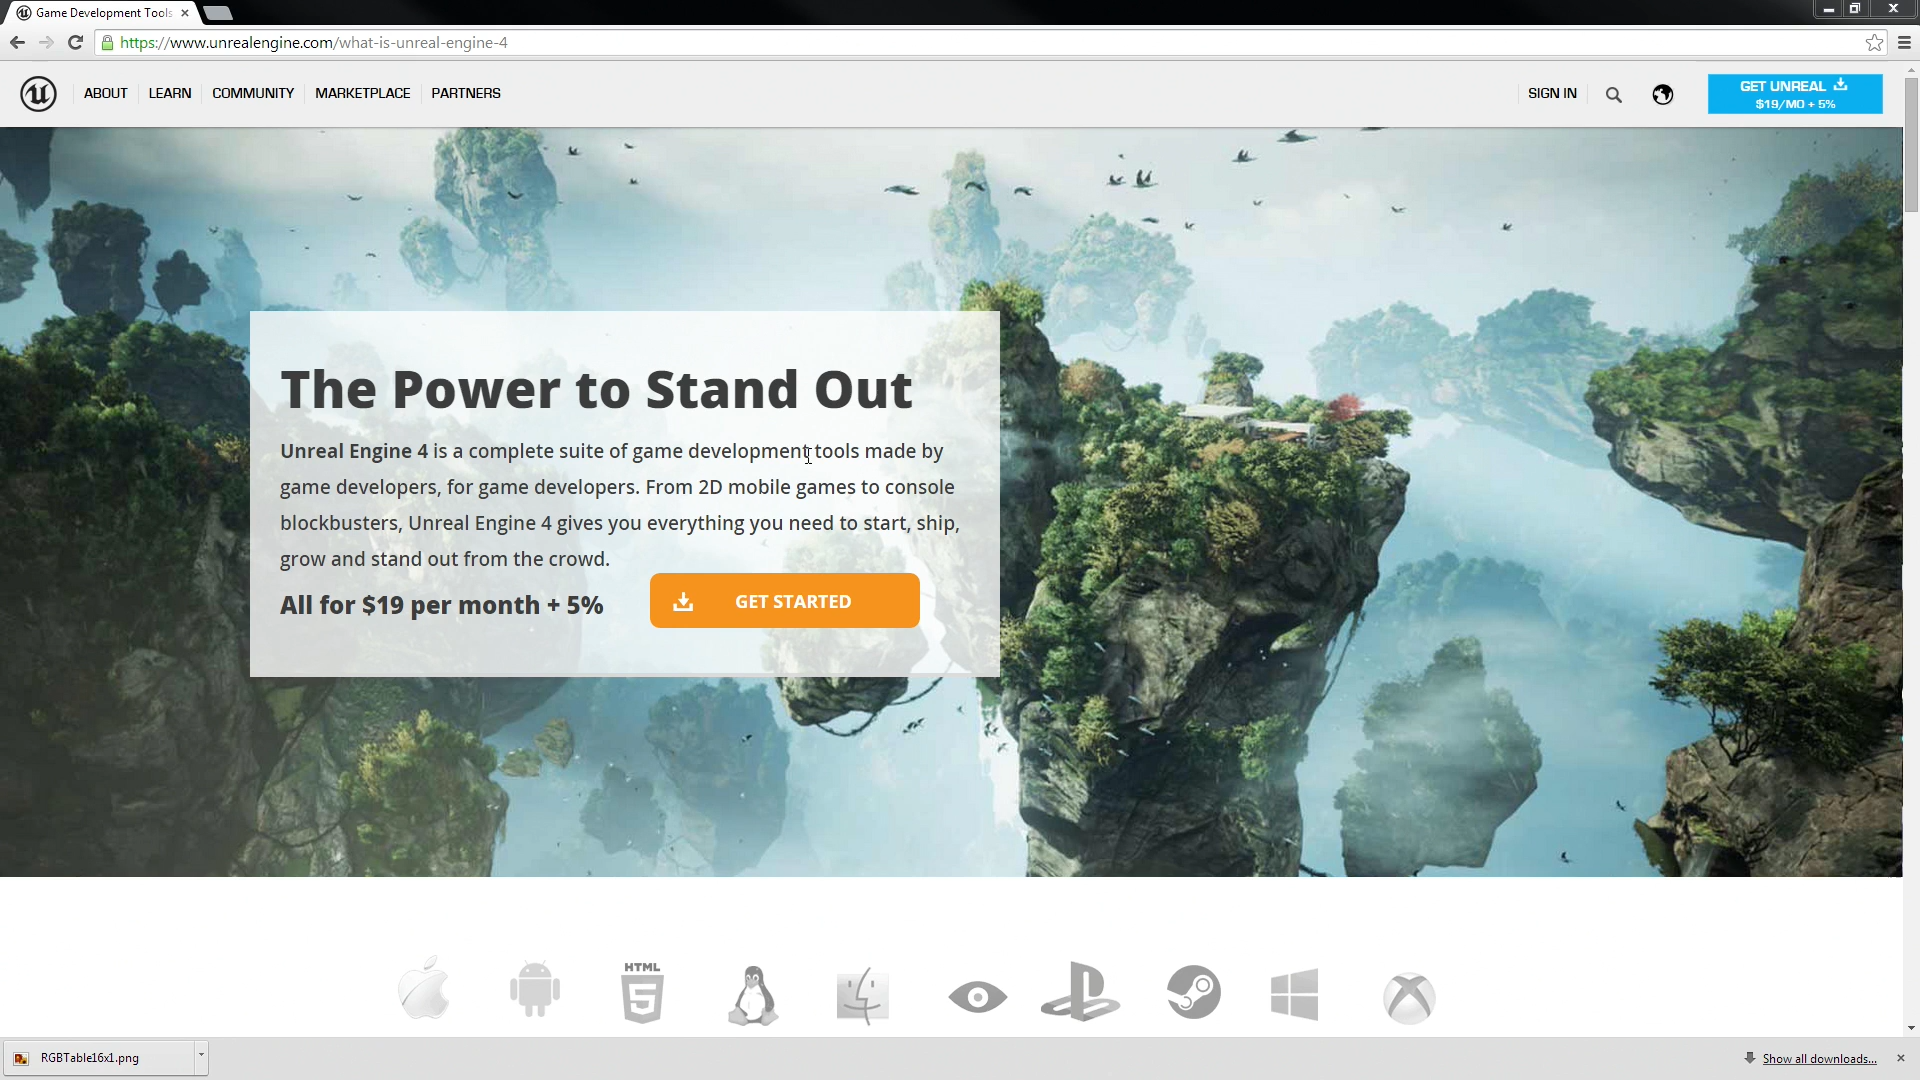 Game Development Tools
https://www.unrealengine.com/what-is-unreal-engine-4
ABOUT LEARN COMMUNITY MARKETPLACE PARTNERS SIGN IN
GET UNREAL
$19/MO + 5%
The Power to Stand Out
Unreal Engine 4 is a complete suite of game development tools made by
game developers, for game developers. From 2D mobile games to console
blockbusters, Unreal Engine 4 gives you everything you need to start, ship,
grow and stand out from the crowd.
All for $19 per month + 5%
GET STARTED
HTML
5
RGBTable16x1.png
Show all downloads...